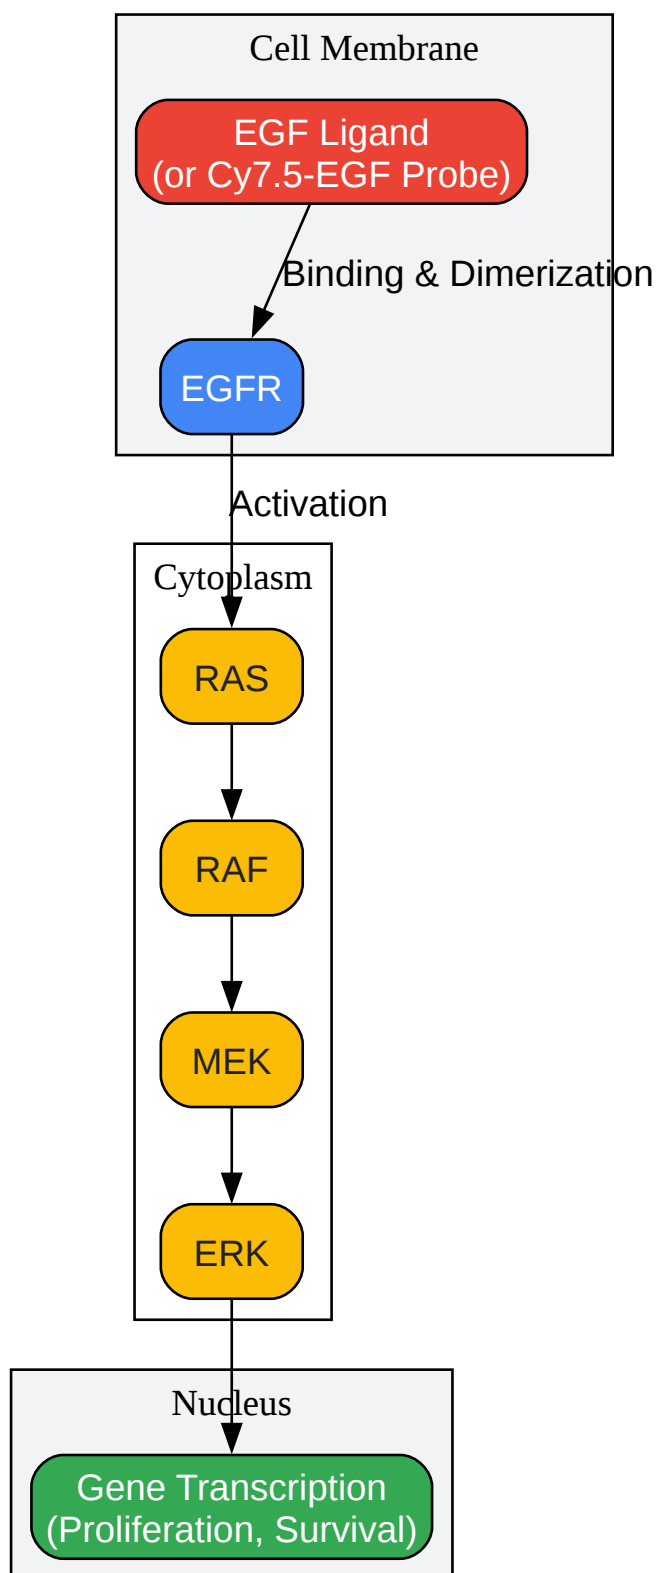 Cell Membrane
EGF Ligand
(or Cy7.5-EGF Probe)
Binding & Dimerization
EGFR
Activation
Cytoplasm
RAS
RAF
MEK
ERK
Nucleus
Gene Transcription
(Proliferation, Survival)